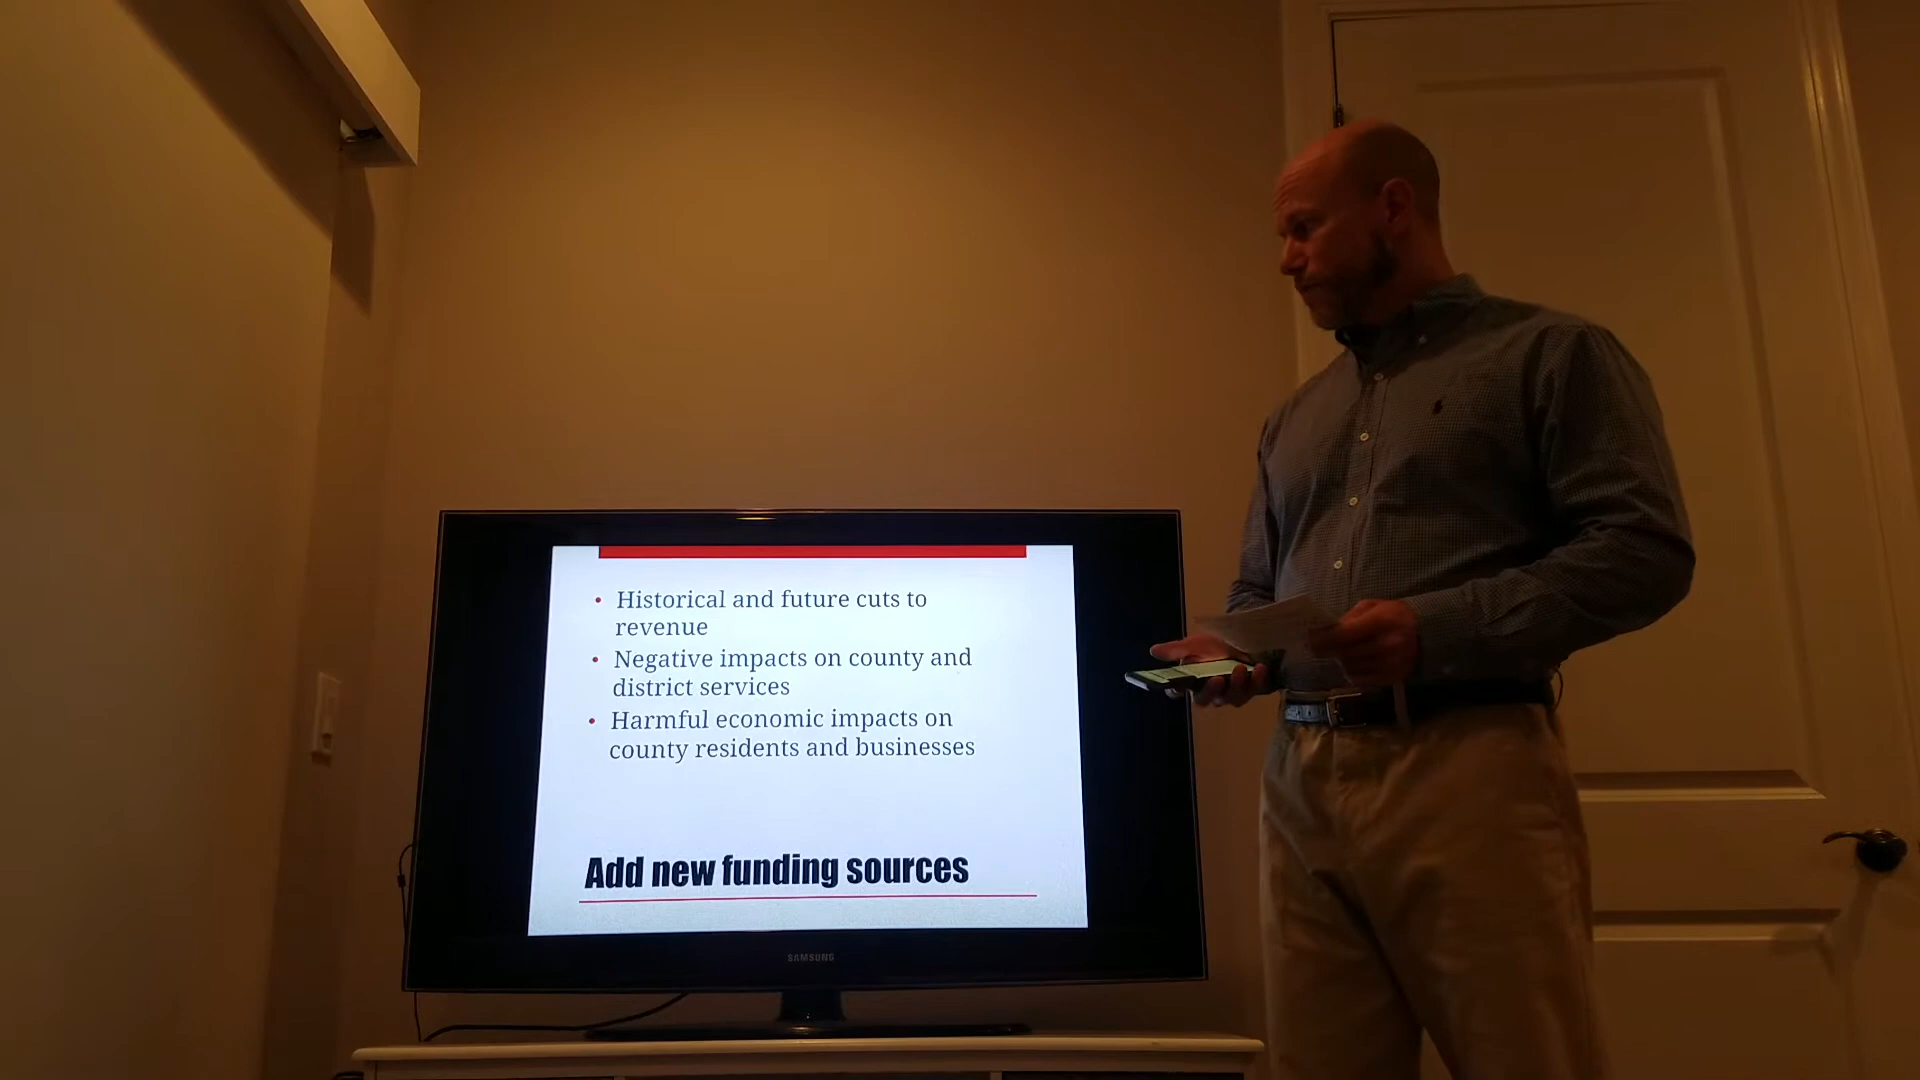 • Historical and future cuts to
revenue
• Negative impacts on county and
district services
• Harmful economic impacts on
county residents and businesses
Add new funding sources
SAMSUNG